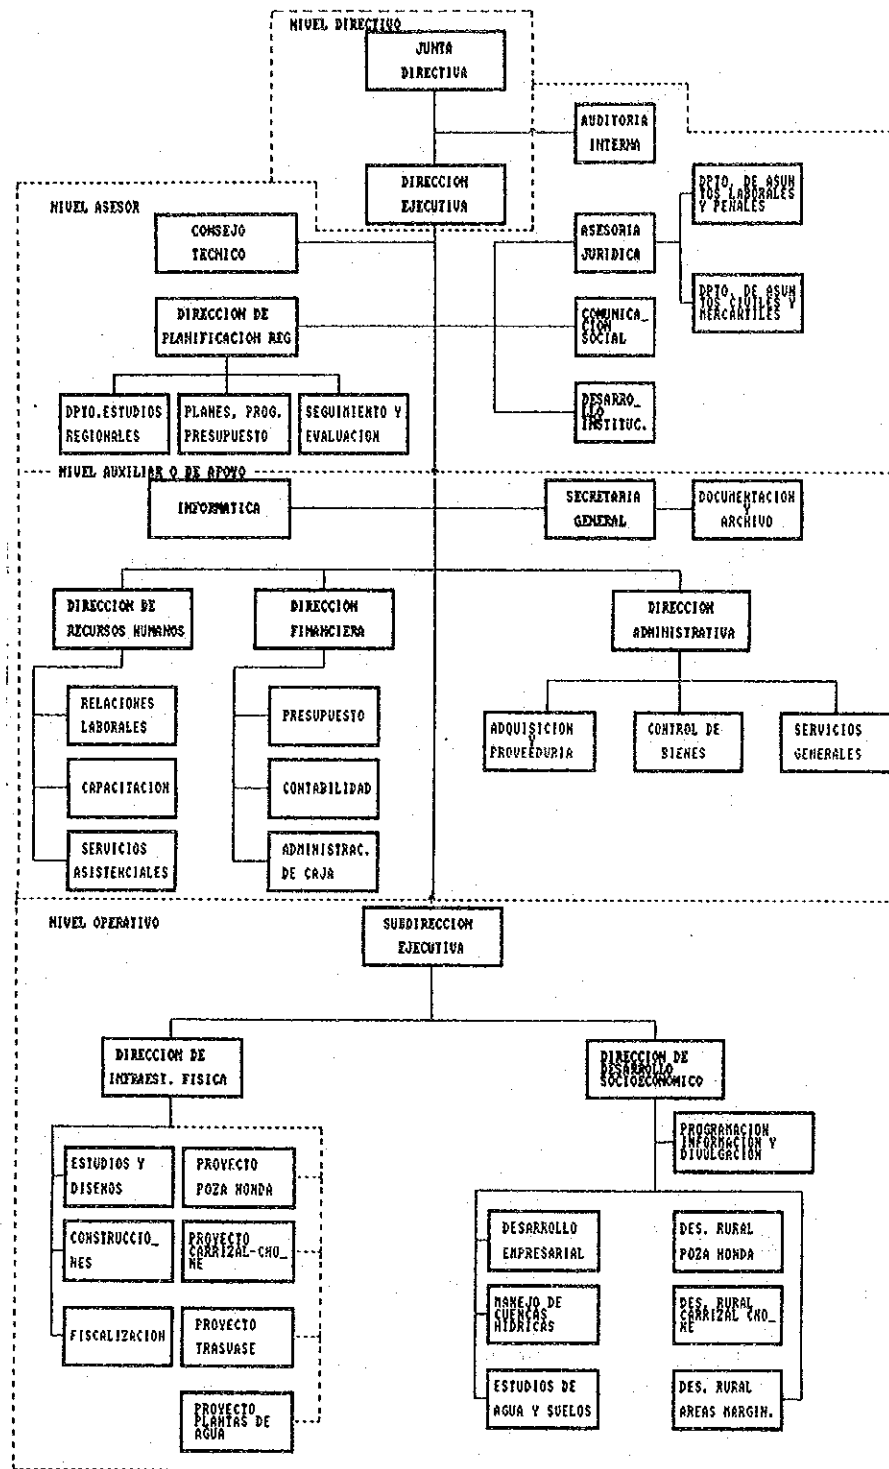 NIVEL DIRECTIVO
JUNTA
DIRECTIVA
AUDITORIA
INTERNA
DIRECCION
EJECUTIVA
NIVEL ASESOR
CONSEJO
TECNICO
ASESORIA
JURIDICA
DPTO. DE ASUN
TOS LABORALES
Y PENALES
DPTO. DE ASUN
TOS CIVILES Y
MERCANTILES
DIRECCION DE
PLANIFICACION REG
COMUNICA_
CION
SOCIAL
DPTO.ESTUDIOS
REGIONALES
PLANES, PROG.
PRESUPUESTO
SEGUIMIENTO Y
EVALUACION
DESARRO_
LLO
INSTITUC.
NIVEL AUXILIAR O DE APOYO
INFORMATICA
SECRETARIA
GENERAL
DOCUMENTACION
Y
ARCHIVO
DIRECCION DE
RECURSOS HUMANOS
DIRECCION
FINANCIERA
DIRECCION
ADMINISTRATIVA
RELACIONES
LABORALES
CAPACITACION
SERVICIOS
ASISTENCIALES
PRESUPUESTO
CONTABILIDAD
ADMINISTRAC.
DE CAJA
ADQUISICION
Y
PROVEEDURIA
CONTROL DE
BIENES
SERVICIOS
GENERALES
NIVEL OPERATIVO
SUBDIRECCION
EJECUTIVA
DIRECCION DE
INFRAEST. FISICA
DIRECCION DE
DESARROLLO
SOCIOECONOMICO
PROGRAMACION
INFORMACION Y
DIVULGACION
ESTUDIOS Y
DISENOS
PROYECTO
POZA HONDA
CONSTRUCCIO_
NES
PROYECTO
CARRIZAL-CHO_
NE
FISCALIZACION
PROYECTO
TRASVASE
PROYECTO
PLANTAS DE
AGUA
DESARROLLO
EMPRESARIAL
DES. RURAL
POZA HONDA
MANEJO DE
CUENCAS
HIDRICAS
DES. RURAL
CARRIZAL CHO_
NE
ESTUDIOS DE
AGUA Y SUELOS
DES. RURAL
AREAS MARGIN.